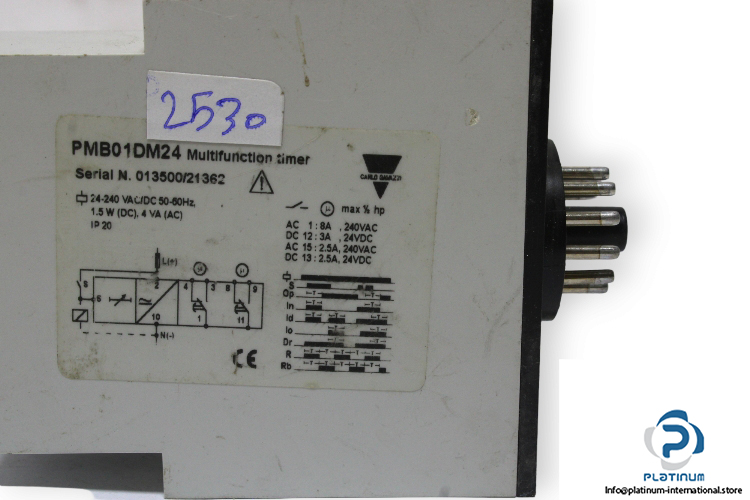 2530
PMB01DM24 Multifunction timer
Serial N. 013500/21362
CARLO GAVAZZI
24-240 VAC/DC 50-60Hz,
1.5 W (DC), 4 VA (AC)
IP 20
max ½ hp
AC 1 : 8A , 240VAC
DC 12 : 3A , 24VDC
AC 15 : 2.5A, 240VAC
DC 13 : 2.5A, 24VDC
L(+)
S
6
2
10
4
3
1
8
9
11
N(-)
CE
S
Op
In
Id
Io
Dr
R
Rb
PLATINUM
Info@platinum-international.store